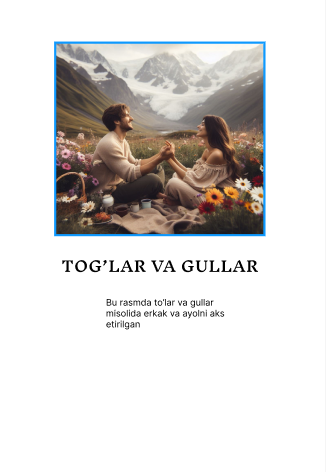 TOG’LAR VA GULLAR
Bu rasmda to'lar va gullar
misolida erkak va ayolni aks
etirilgan